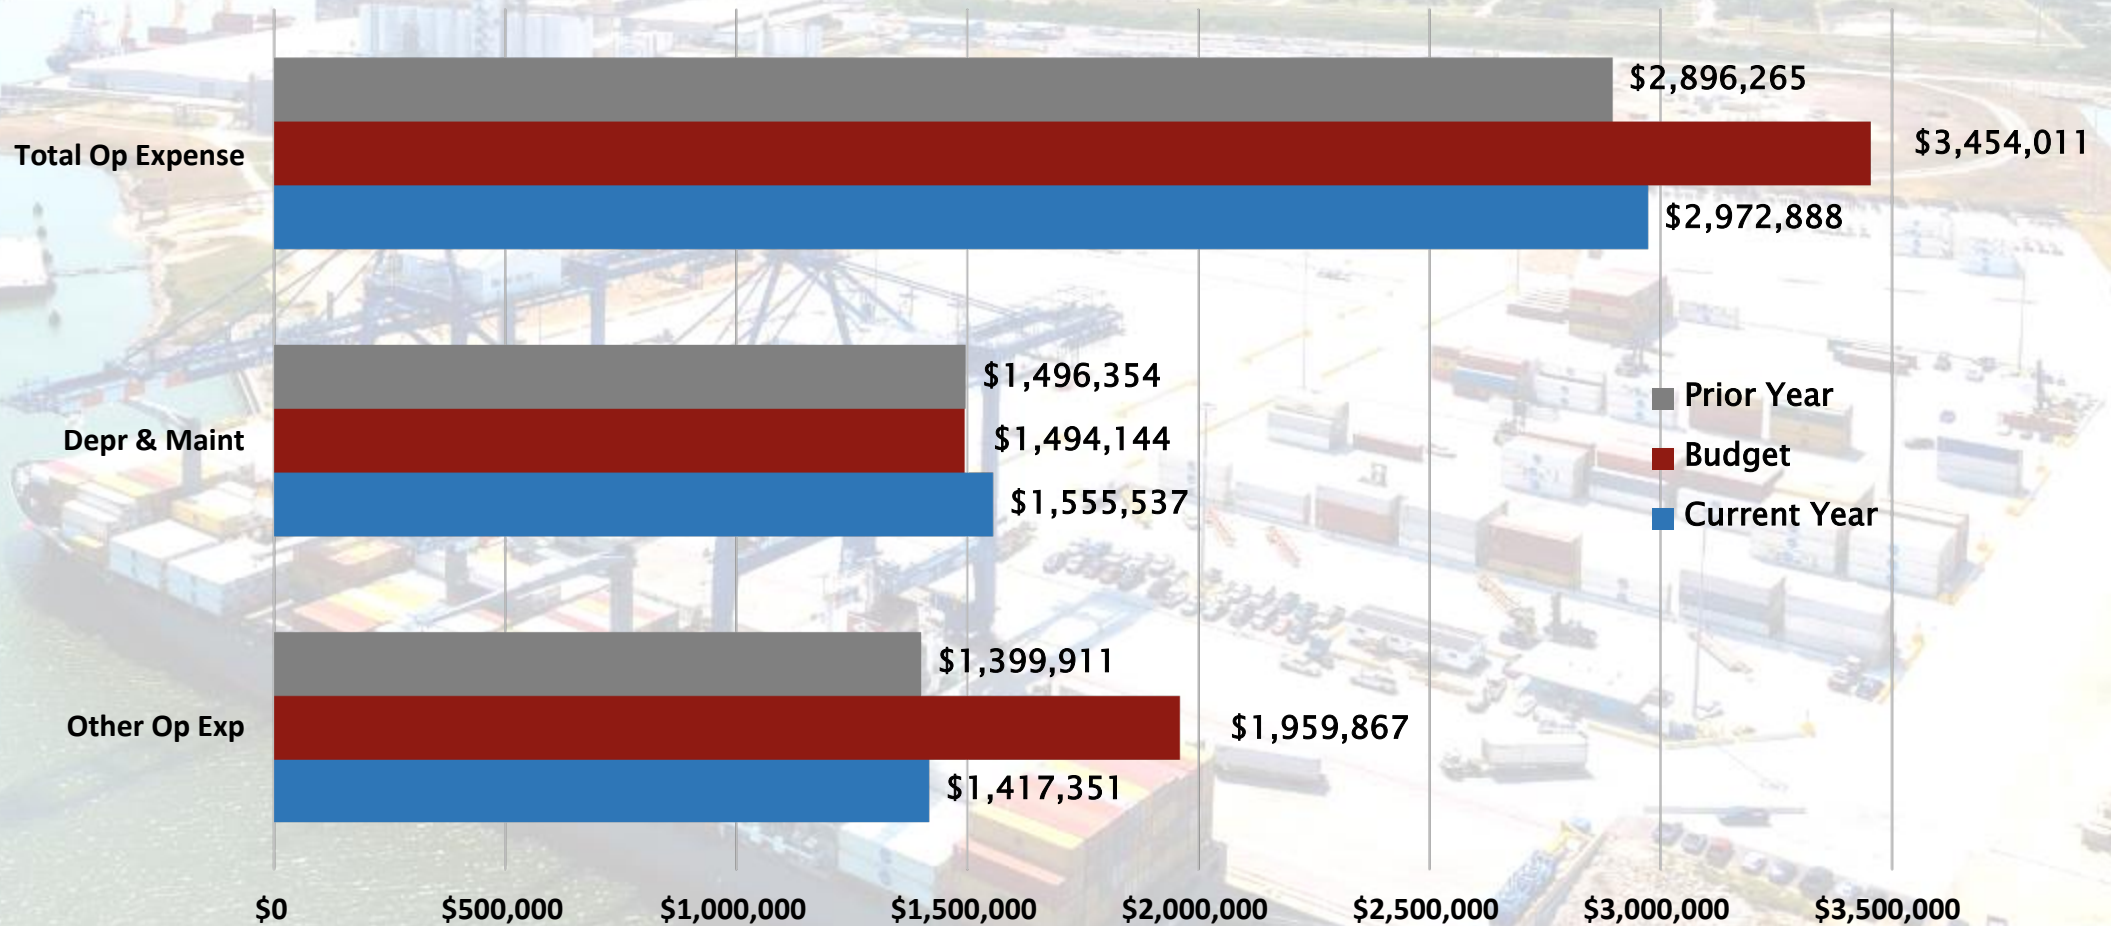 $2,896,265
Total Op Expense
$3,454,011
$2,972,888
$1,496,354
Depr & Maint
$1,494,144
$1,555,537
Prior Year
Budget
Current Year
$1,399,911
Other Op Exp
$1,959,867
$1,417,351
$0 $500,000 $1,000,000 $1,500,000 $2,000,000 $2,500,000 $3,000,000 $3,500,000